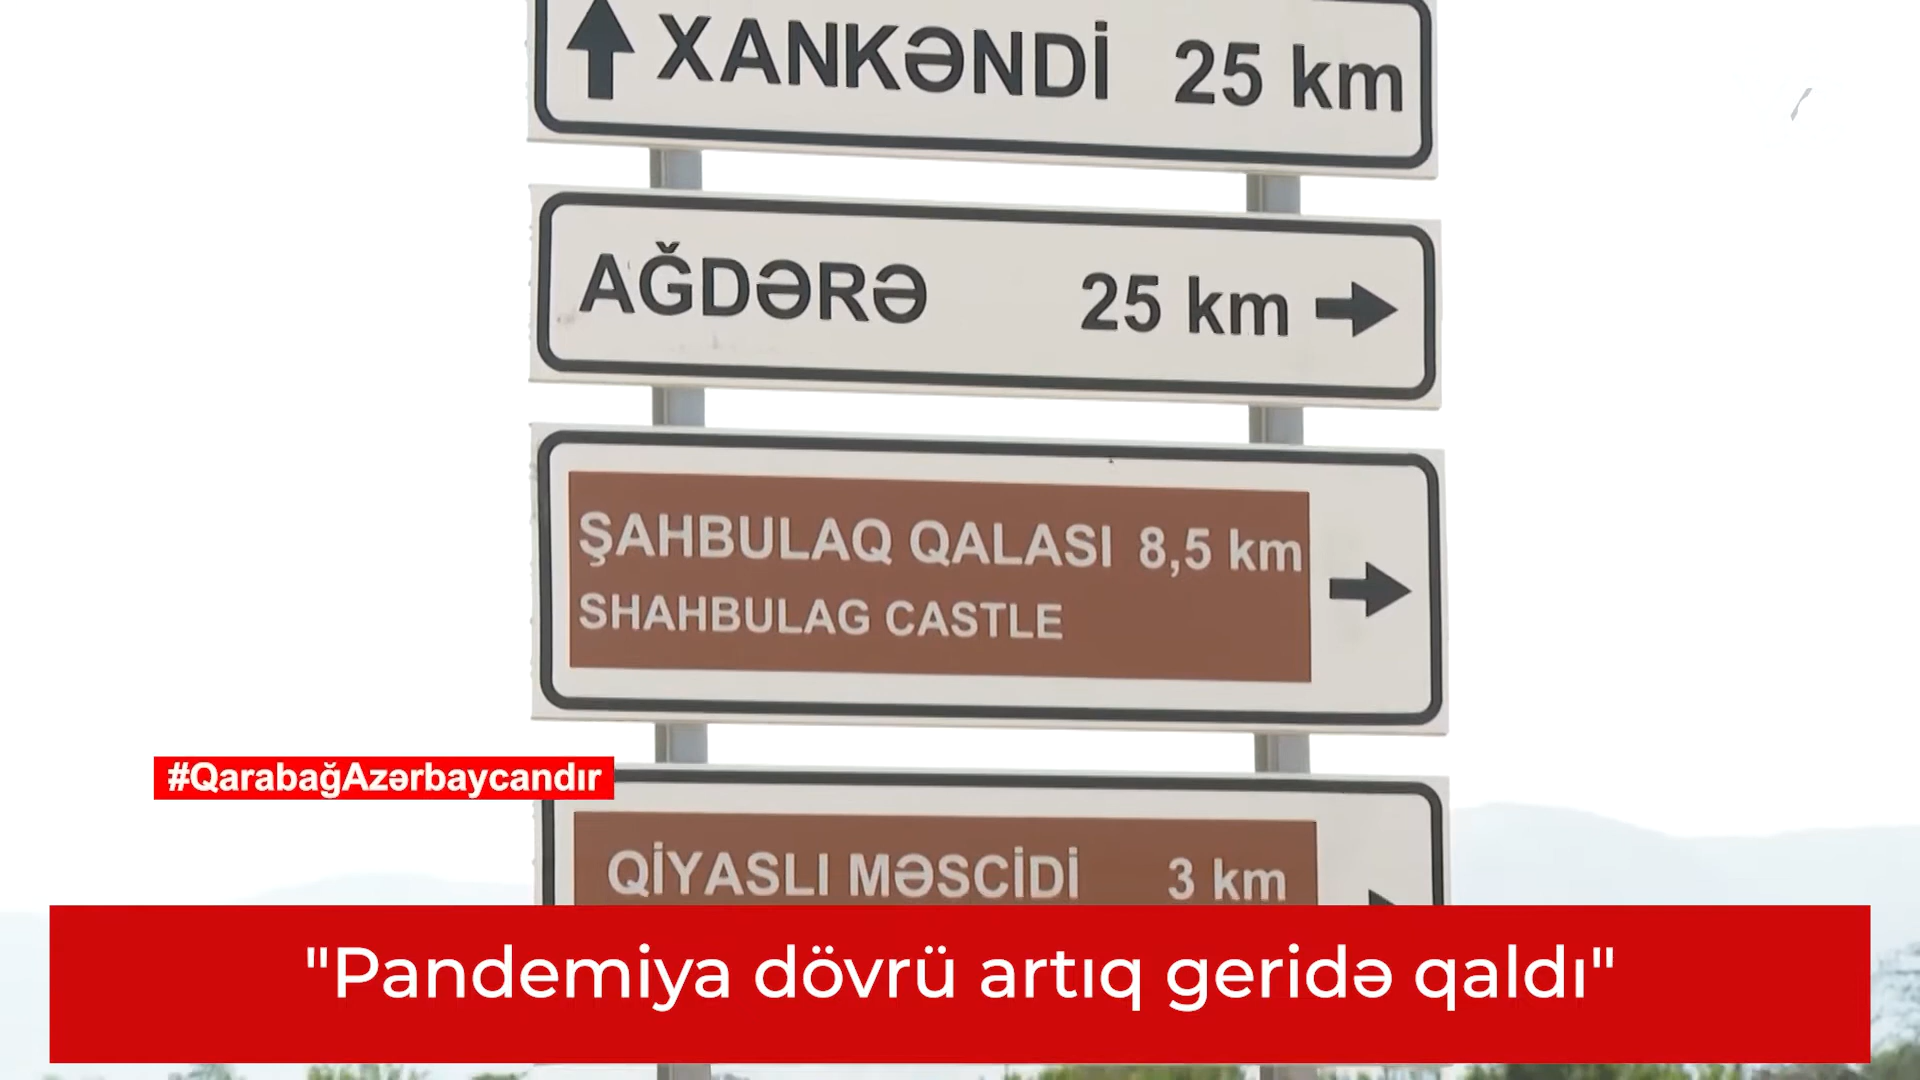 XANKƏNDİ 25 km
AĞDƏRƏ 25 km
ŞAHBULAQ QALASI 8,5 km
SHAHBULAG CASTLE
#QarabağAzərbaycandır
QİYASLI MƏSCİDİ 3 km
"Pandemiya dövrü artıq geridə qaldı"